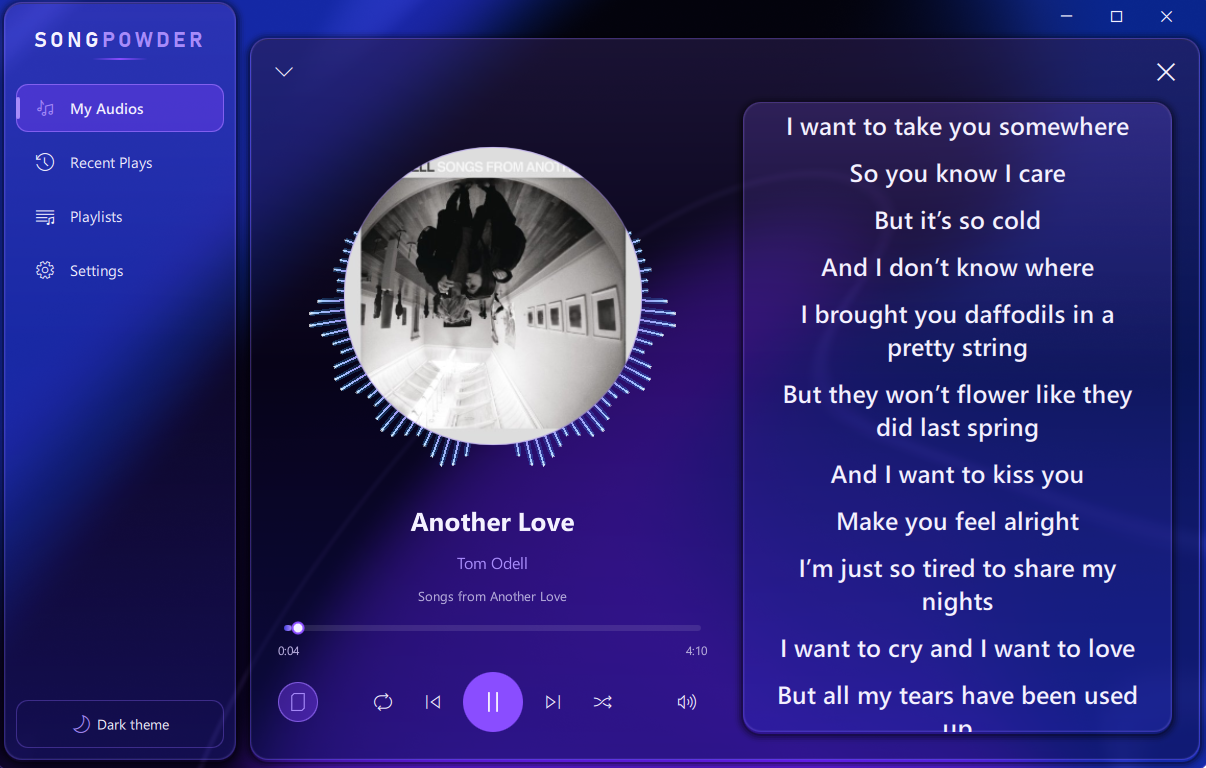 SONGPOWDER
My Audios
Recent Plays
Playlists
Settings
Dark theme
SONGS FROM
Another Love
Tom Odell
Songs from Another Love
0:04
4:10
I want to take you somewhere
So you know I care
But it’s so cold
And I don’t know where
I brought you daffodils in a
pretty string
But they won’t flower like they
did last spring
And I want to kiss you
Make you feel alright
I’m just so tired to share my
nights
I want to cry and I want to love
But all my tears have been used
up